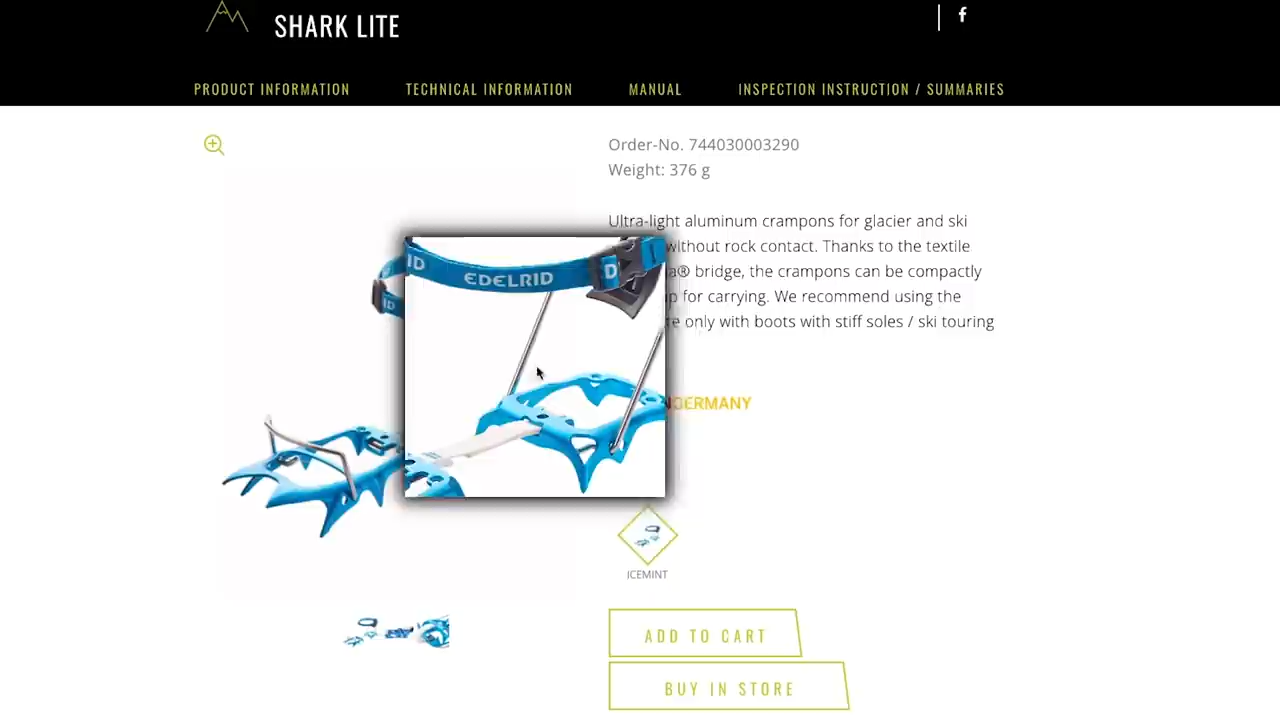 SHARK LITE
f
PRODUCT INFORMATION MANUAL TECHNICAL INFORMATION INSPECTION INSTRUCTION / SUMMARIES
Order-No. 744030003290
Weight: 376 g
Ultra-light aluminum crampons for glacier and ski
without rock contact. Thanks to the textile
a® bridge, the crampons can be compactly
p for carrying. We recommend using the
re only with boots with stiff soles / ski touring
ID EDELRID D
ID
GERMANY
ICEMINT
ADD TO CART
BUY IN STORE